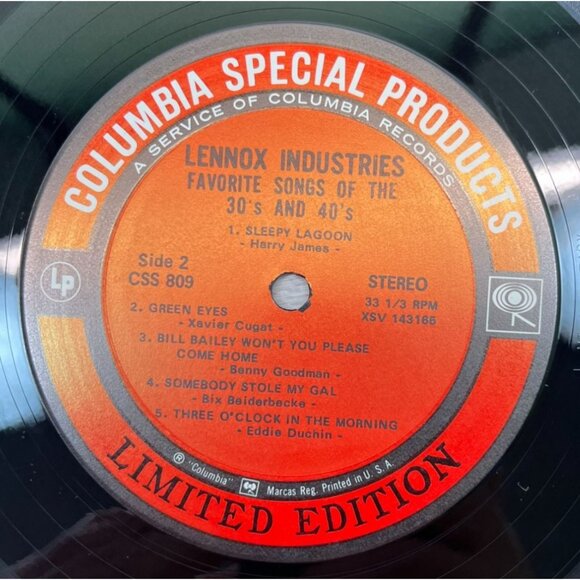 COLUMBIA SPECIAL PRODUCTS
A SERVICE OF COLUMBIA RECORDS
LENNOX INDUSTRIES
FAVORITE SONGS OF THE
30's AND 40's
1. SLEEPY LAGOON
- Harry James -
Side 2
CSS 809
STEREO
33 1/3 RPM
XSV 143166
LP
2. GREEN EYES
- Xavier Cugat -
3. BILL BAILEY WON'T YOU PLEASE
COME HOME
- Benny Goodman -
4. SOMEBODY STOLE MY GAL
- Bix Beiderbecke -
5. THREE O'CLOCK IN THE MORNING
- Eddie Duchin -
® "Columbia" Marcas Reg. Printed in U.S.A.
LIMITED EDITION